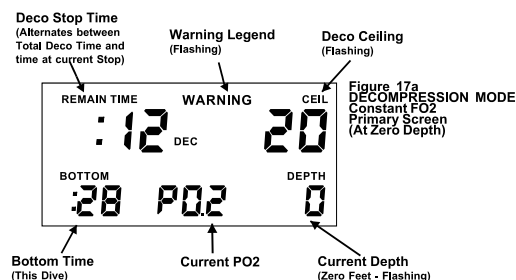 Deco Stop Time
(Alternates between
Total Deco Time and
time at current Stop)
Warning Legend
(Flashing)
Deco Ceiling
(Flashing)
REMAIN TIME
WARNING
CEIL
:12 DEC
20
BOTTOM
DEPTH
:28
PO.2
0
Figure 17a
DECOMPRESSION MODE
Constant FO2
Primary Screen
(At Zero Depth)
Bottom Time
(This Dive)
Current PO2
Current Depth
(Zero Feet - Flashing)